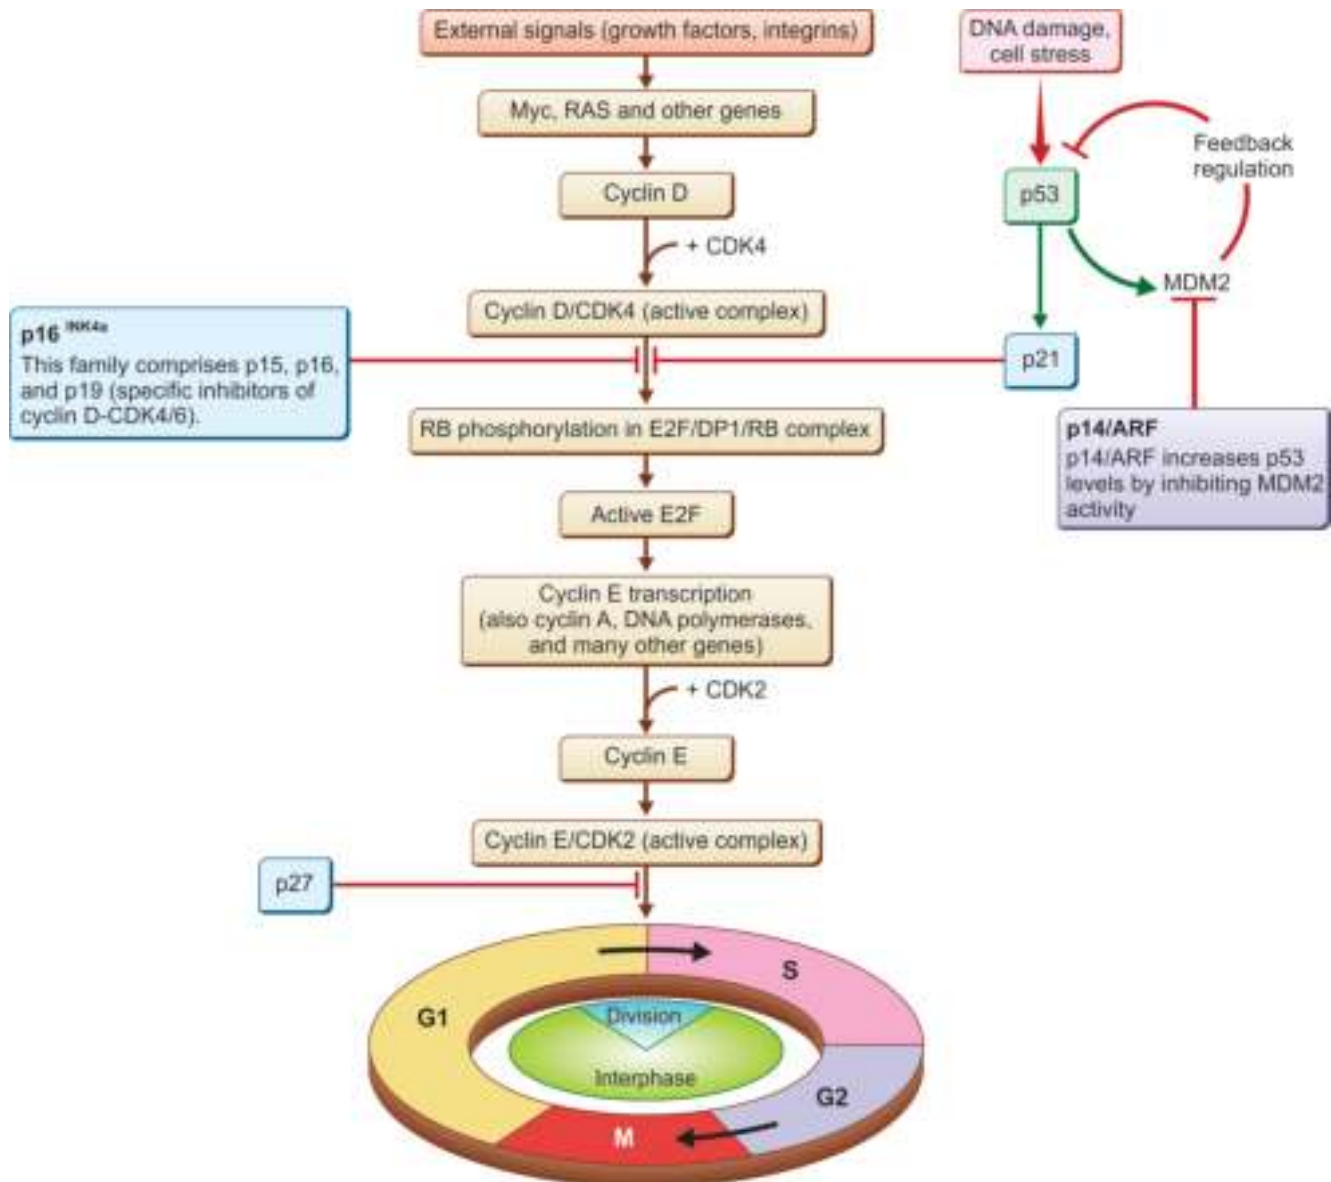 External signals (growth factors, integrins)
Myc, RAS and other genes
Cyclin D
+ CDK4
Cyclin D/CDK4 (active complex)
p16 INK4a
This family comprises p15, p16,
and p19 (specific inhibitors of
cyclin D-CDK4/6).
RB phosphorylation in E2F/DP1/RB complex
Active E2F
Cyclin E transcription
(also cyclin A, DNA polymerases,
and many other genes)
+ CDK2
Cyclin E
Cyclin E/CDK2 (active complex)
p27
DNA damage,
cell stress
Feedback
regulation
p53
MDM2
p21
p14/ARF
p14/ARF increases p53
levels by inhibiting MDM2
activity
S
G1
Division
Interphase
G2
M